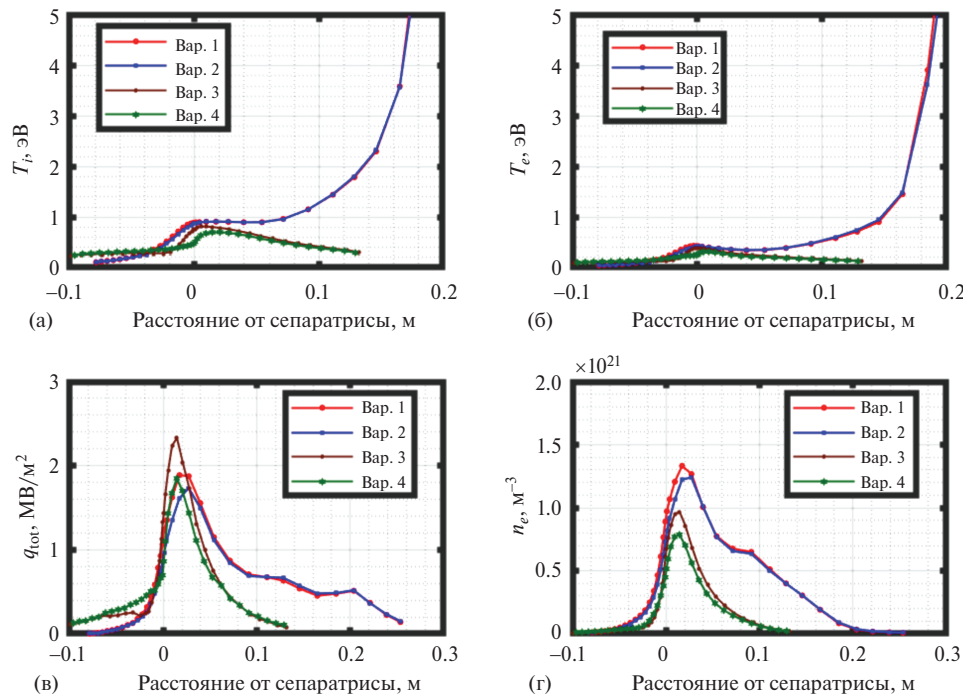 5
4
3
2
1
0
T_i, эВ
Вар. 1
Вар. 2
Вар. 3
Вар. 4
−0.1
0
0.1
0.2
(а)
Расстояние от сепаратрисы, м
5
4
3
2
1
0
T_e, эВ
Вар. 1
Вар. 2
Вар. 3
Вар. 4
−0.1
0
0.1
0.2
(б)
Расстояние от сепаратрисы, м
3
2
1
0
q_tot, МВ/м²
Вар. 1
Вар. 2
Вар. 3
Вар. 4
−0.1
0
0.1
0.2
0.3
(в)
Расстояние от сепаратрисы, м
×10²¹
2.0
1.5
1.0
0.5
0
n_e, м⁻³
Вар. 1
Вар. 2
Вар. 3
Вар. 4
−0.1
0
0.1
0.2
0.3
(г)
Расстояние от сепаратрисы, м